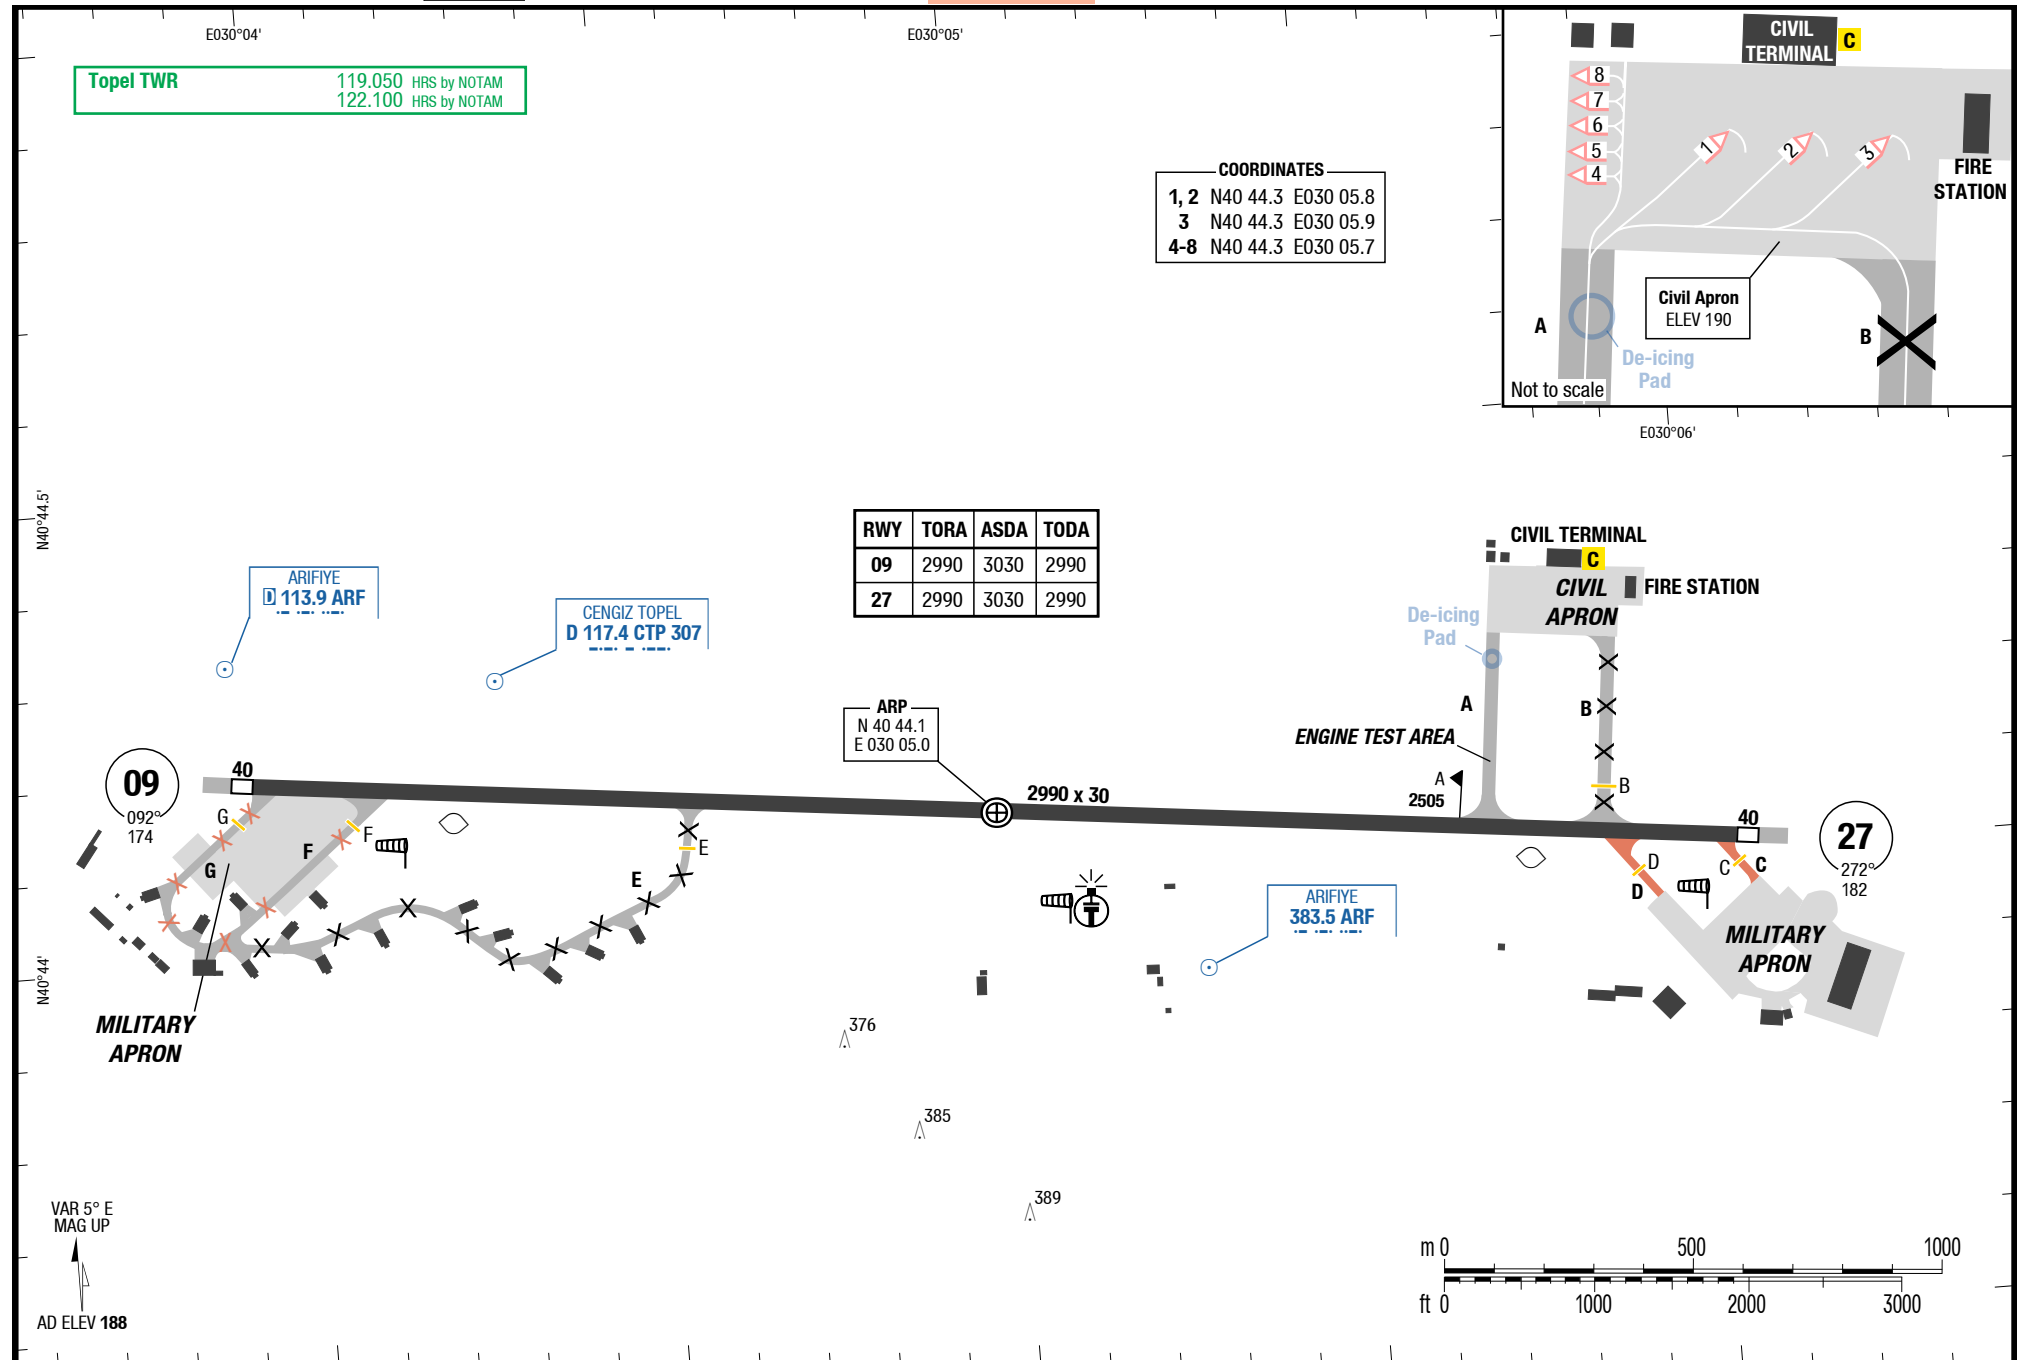 E030°04'
E030°05'
Topel TWR 119.050 HRS by NOTAM
122.100 HRS by NOTAM
COORDINATES
1, 2 N40 44.3 E030 05.8
3 N40 44.3 E030 05.9
4-8 N40 44.3 E030 05.7
CIVIL
TERMINAL
C
8
7
6
5
4
1
2
3
FIRE
STATION
Civil Apron
ELEV 190
A
B
De-icing
Pad
Not to scale
E030°06'
N40°44.5'
ARIFIYE
D 113.9 ARF
CENGIZ TOPEL
D 117.4 CTP 307
RWY TORA ASDA TODA
09 2990 3030 2990
27 2990 3030 2990
CIVIL TERMINAL
C
CIVIL
APRON
FIRE STATION
De-icing
Pad
A
B
ENGINE TEST AREA
ARP
N 40 44.1
E 030 05.0
09
092°
174
40
2990 x 30
A
2505
B
40
27
272°
182
G
F
G
F
E
E
D
D
C
C
ARIFIYE
383.5 ARF
MILITARY
APRON
N40°44'
MILITARY
APRON
376
385
389
VAR 5° E
MAG UP
AD ELEV 188
m 0 500 1000
ft 0 1000 2000 3000